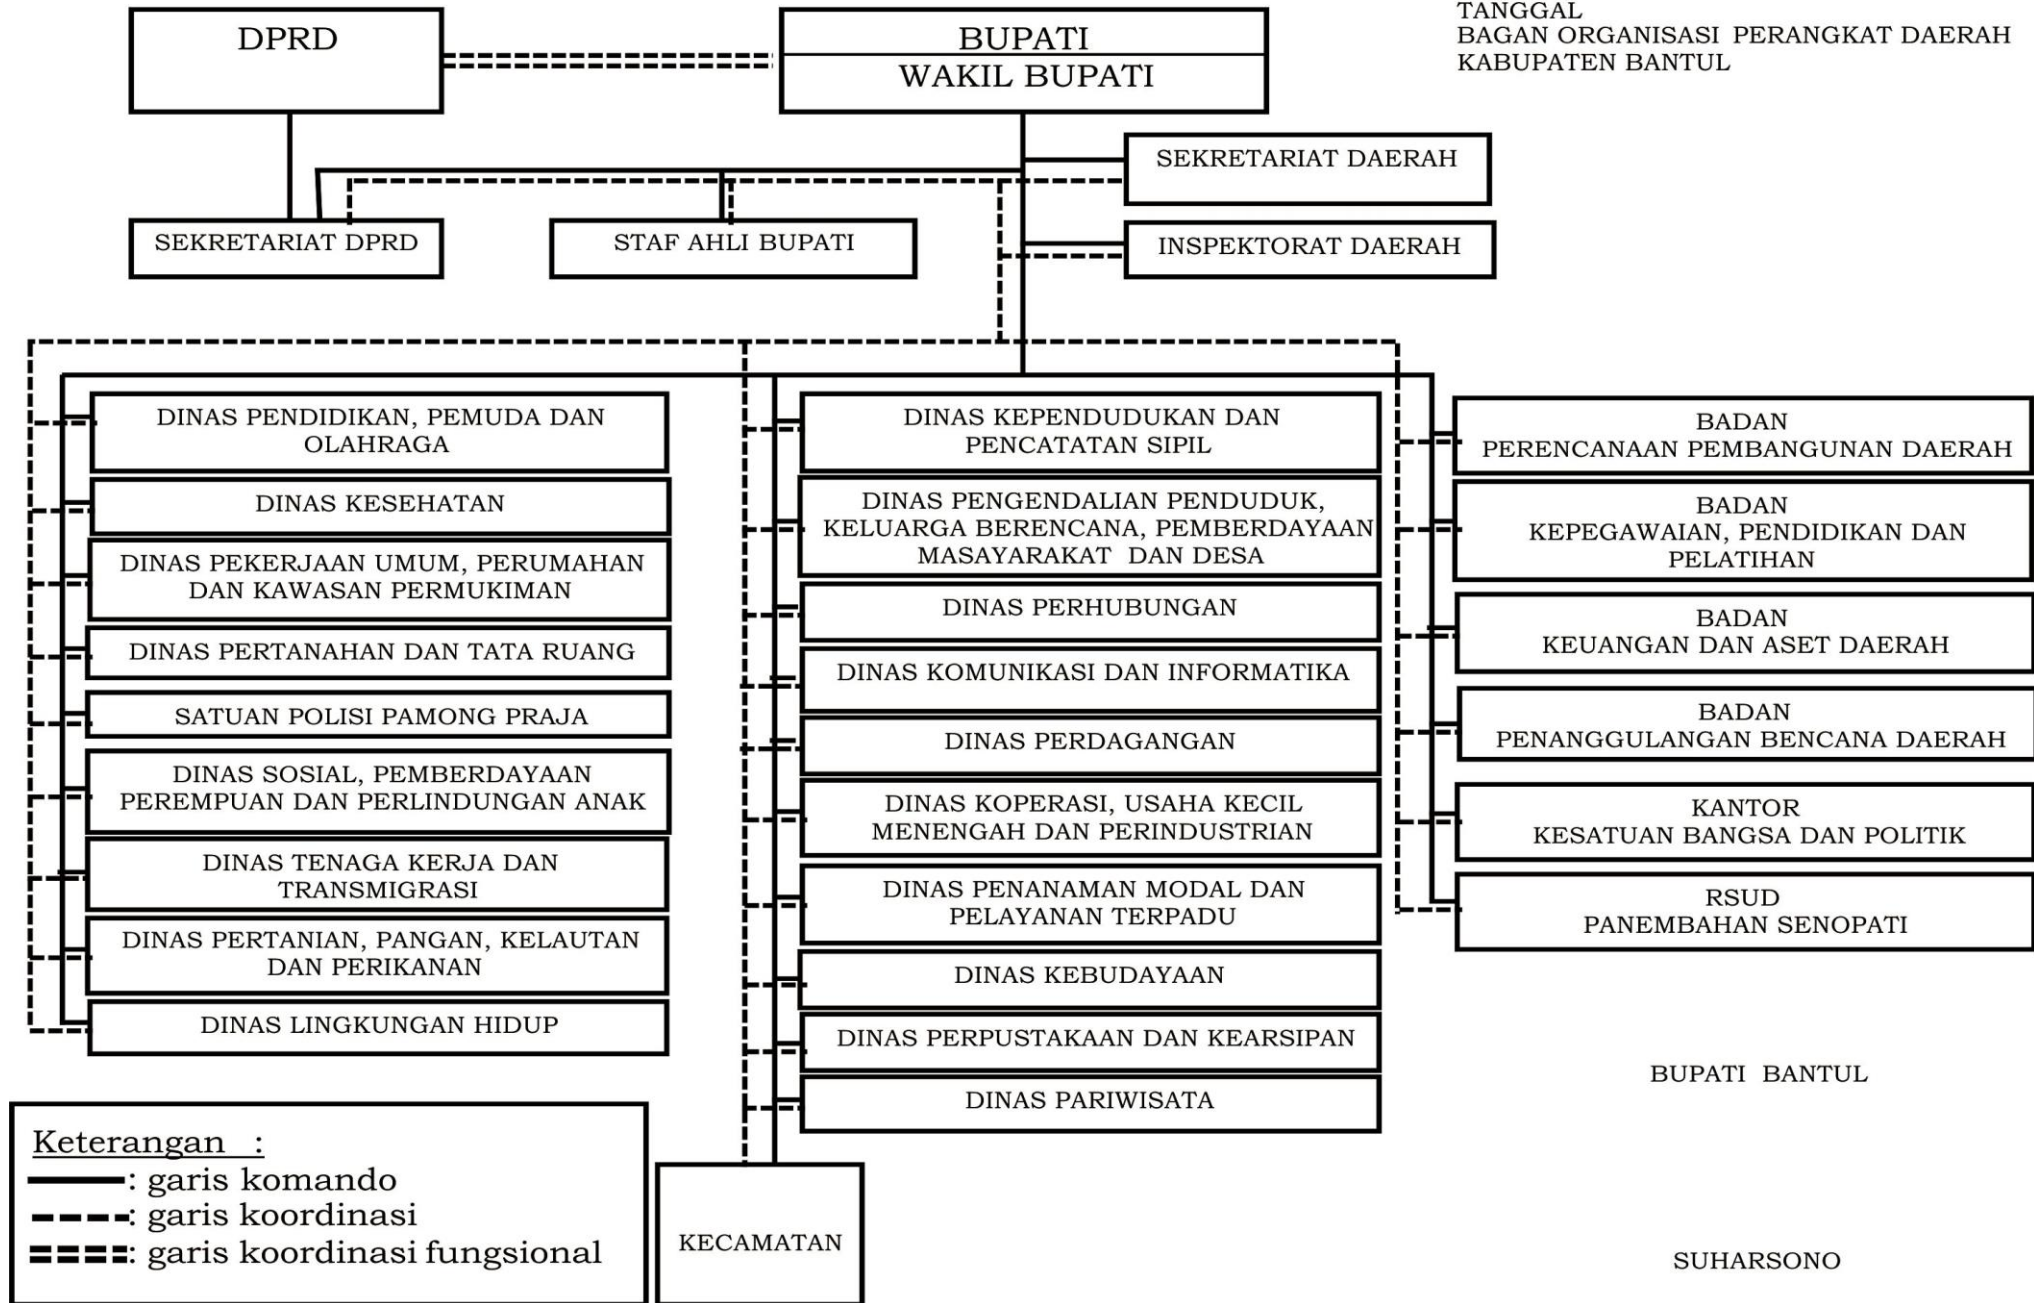 TANGGAL
BAGAN ORGANISASI PERANGKAT DAERAH
KABUPATEN BANTUL
DPRD
BUPATI
WAKIL BUPATI
SEKRETARIAT DAERAH
SEKRETARIAT DPRD
STAF AHLI BUPATI
INSPEKTORAT DAERAH
DINAS PENDIDIKAN, PEMUDA DAN
OLAHRAGA
DINAS KESEHATAN
DINAS PEKERJAAN UMUM, PERUMAHAN
DAN KAWASAN PERMUKIMAN
DINAS PERTANAHAN DAN TATA RUANG
SATUAN POLISI PAMONG PRAJA
DINAS SOSIAL, PEMBERDAYAAN
PEREMPUAN DAN PERLINDUNGAN ANAK
DINAS TENAGA KERJA DAN
TRANSMIGRASI
DINAS PERTANIAN, PANGAN, KELAUTAN
DAN PERIKANAN
DINAS LINGKUNGAN HIDUP
DINAS KEPENDUDUKAN DAN
PENCATATAN SIPIL
DINAS PENGENDALIAN PENDUDUK,
KELUARGA BERENCANA, PEMBERDAYAAN
MASAYARAKAT DAN DESA
DINAS PERHUBUNGAN
DINAS KOMUNIKASI DAN INFORMATIKA
DINAS PERDAGANGAN
DINAS KOPERASI, USAHA KECIL
MENENGAH DAN PERINDUSTRIAN
DINAS PENANAMAN MODAL DAN
PELAYANAN TERPADU
DINAS KEBUDAYAAN
DINAS PERPUSTAKAAN DAN KEARSIPAN
DINAS PARIWISATA
BADAN
PERENCANAAN PEMBANGUNAN DAERAH
BADAN
KEPEGAWAIAN, PENDIDIKAN DAN
PELATIHAN
BADAN
KEUANGAN DAN ASET DAERAH
BADAN
PENANGGULANGAN BENCANA DAERAH
KANTOR
KESATUAN BANGSA DAN POLITIK
RSUD
PANEMBAHAN SENOPATI
KECAMATAN
Keterangan :
: garis komando
: garis koordinasi
: garis koordinasi fungsional
BUPATI BANTUL
SUHARSONO